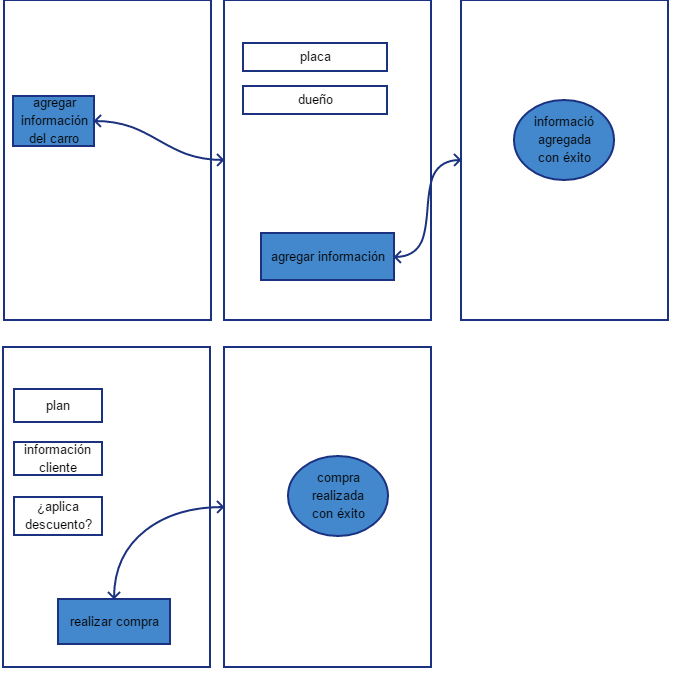 agregar
información
del carro
placa
dueño
agregar información
informació
agregada
con éxito
plan
información
cliente
¿aplica
descuento?
realizar compra
compra
realizada
con éxito